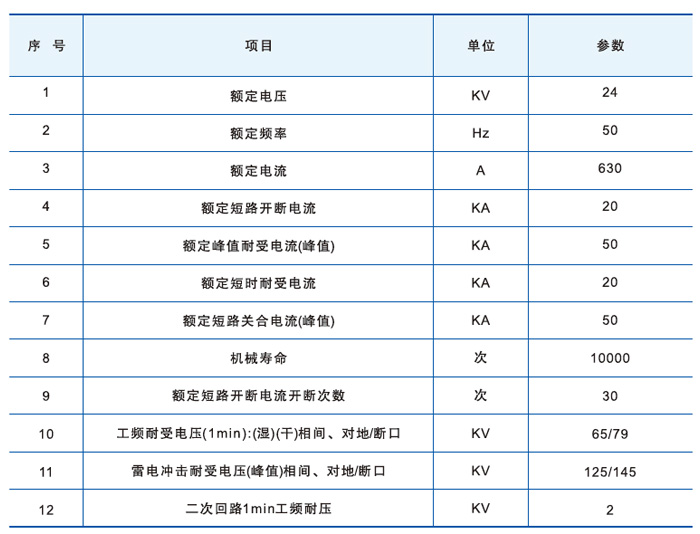 序 号 项目 单位 参数
1 额定电压 KV 24
2 额定频率 Hz 50
3 额定电流 A 630
4 额定短路开断电流 KA 20
5 额定峰值耐受电流(峰值) KA 50
6 额定短时耐受电流 KA 20
7 额定短路关合电流(峰值) KA 50
8 机械寿命 次 10000
9 额定短路开断电流开断次数 次 30
10 工频耐受电压(1min):(湿)(干)相间、对地/断口 KV 65/79
11 雷电冲击耐受电压(峰值)相间、对地/断口 KV 125/145
12 二次回路1min工频耐压 KV 2